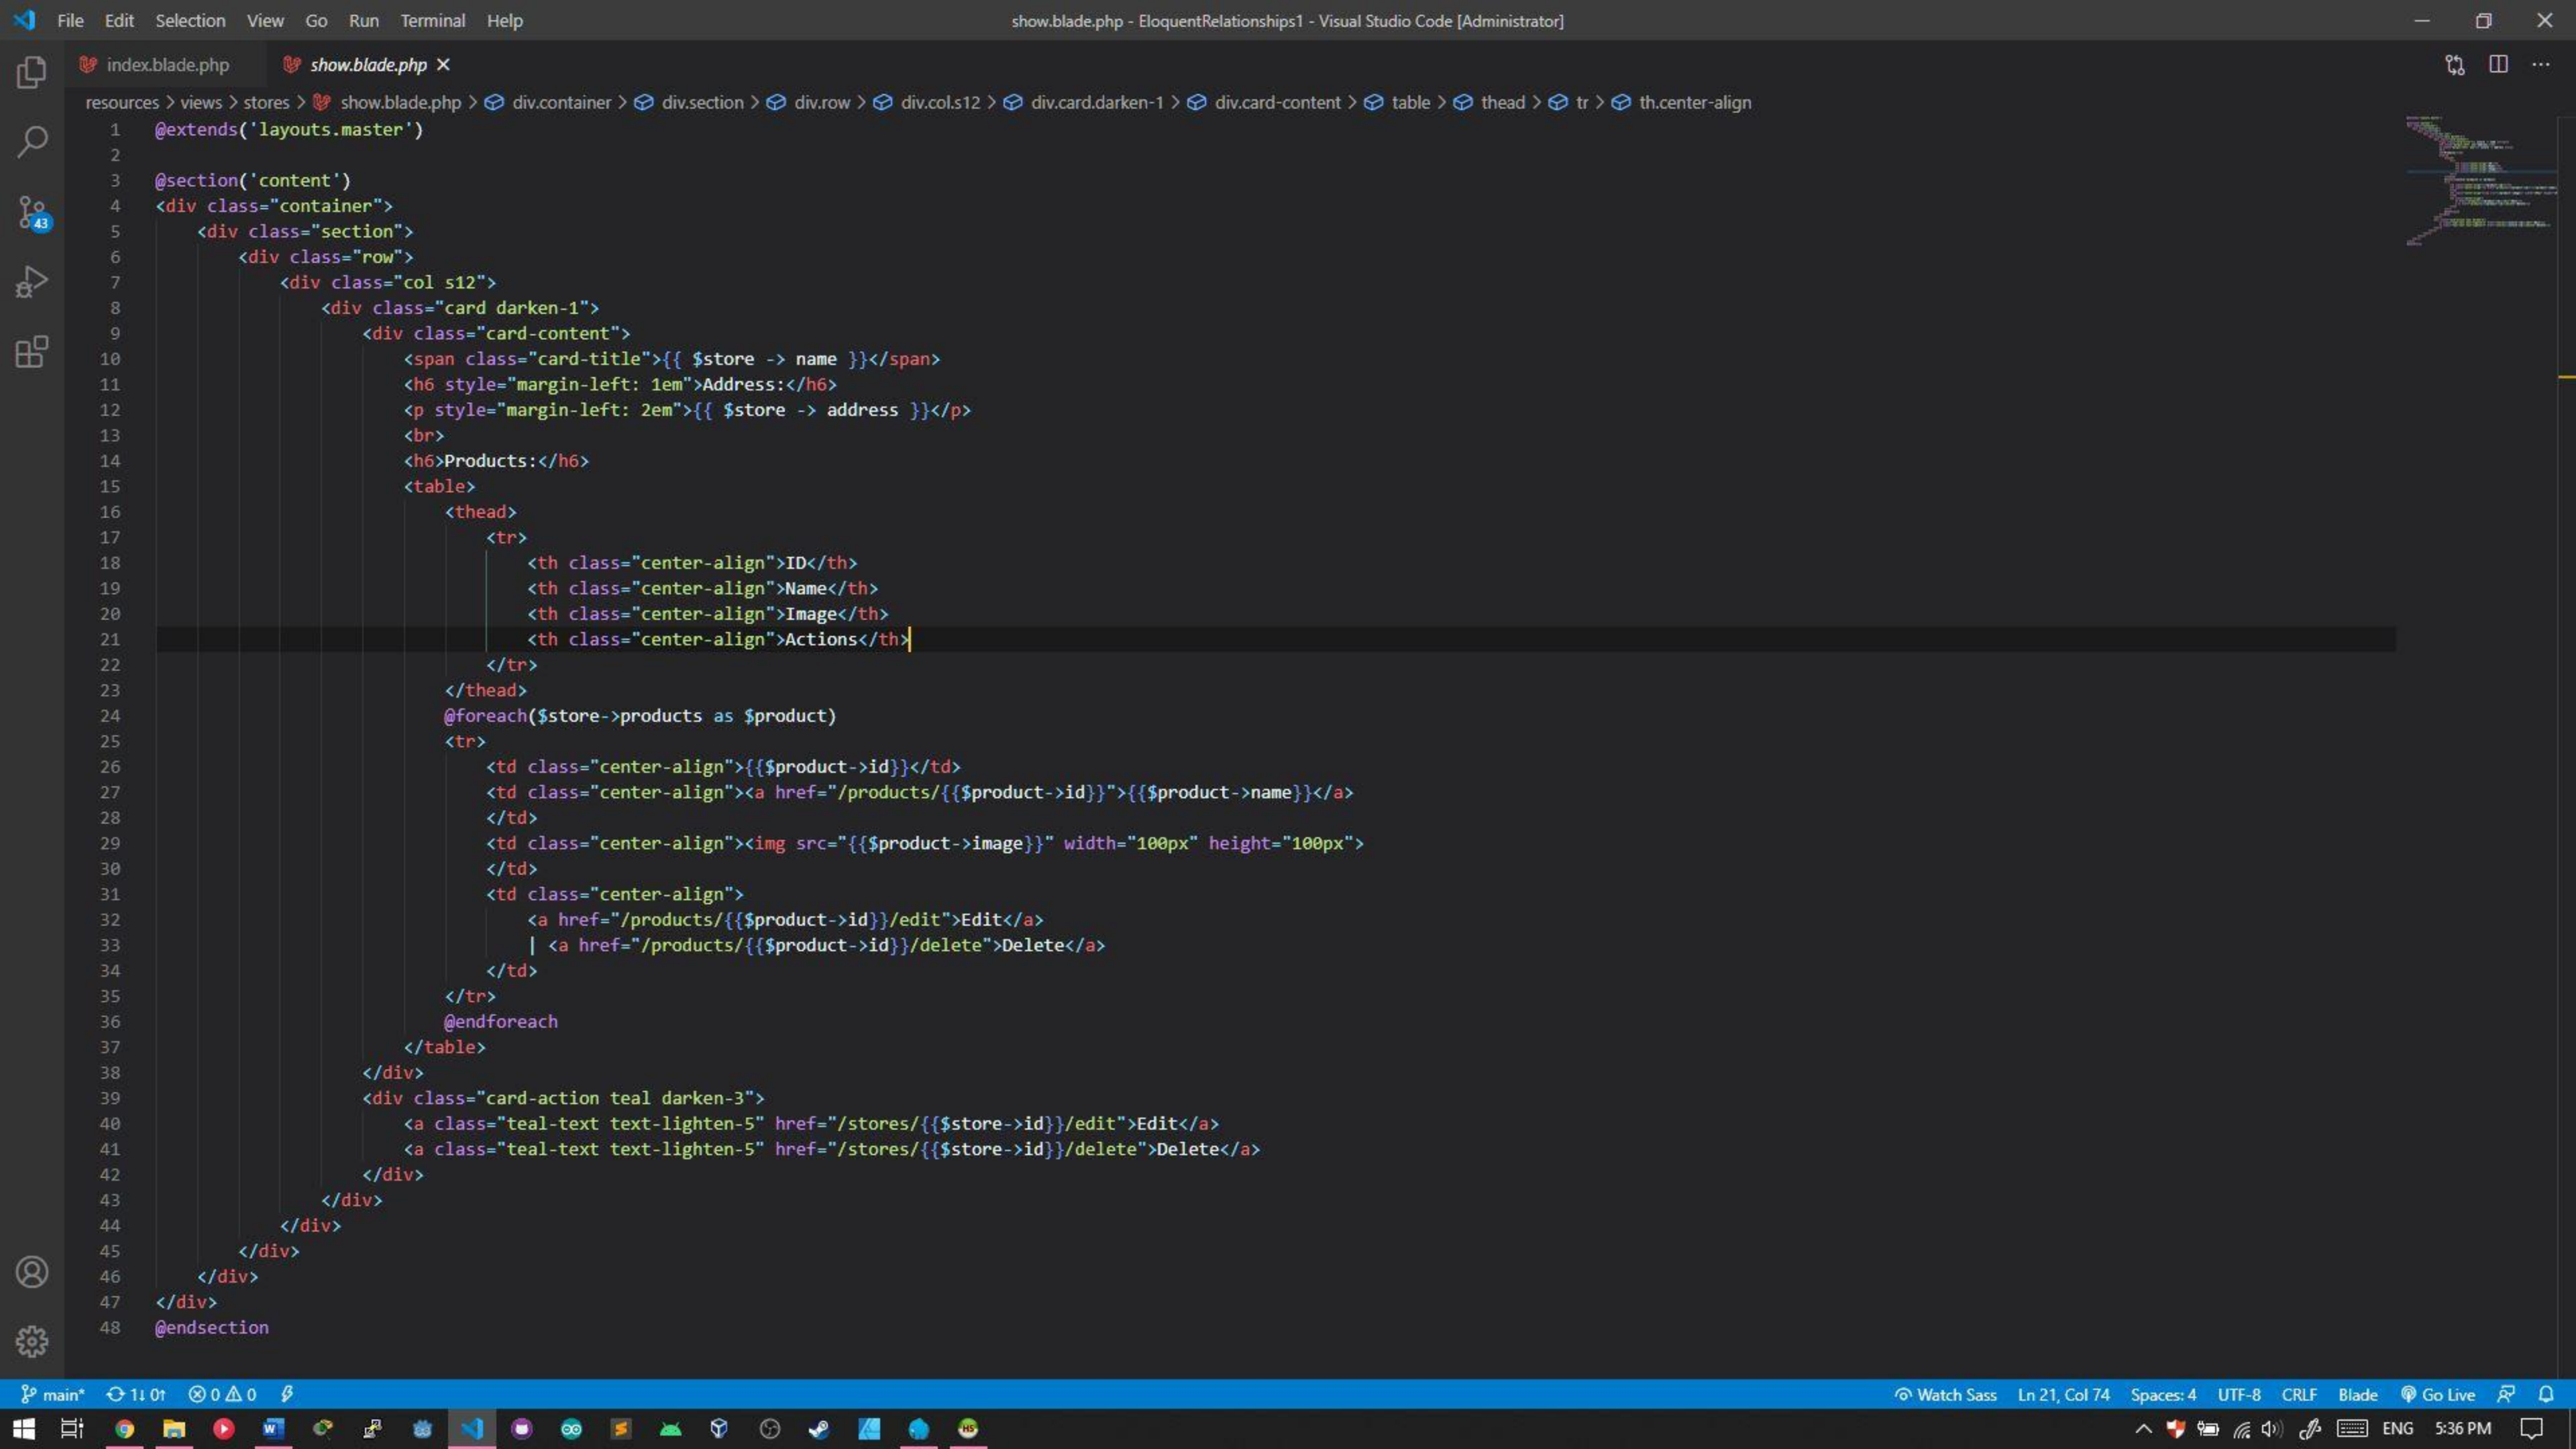 File Edit Selection View Go Run Terminal Help show.blade.php - EloquentRelationships1 - Visual Studio Code [Administrator]
index.blade.php show.blade.php
resources > views > stores > show.blade.php > div.container > div.section > div.row > div.col.s12 > div.card.darken-1 > div.card-content > table > thead > tr > th.center-align
1 @extends('layouts.master')
2
3 @section('content')
4 <div class="container">
5 <div class="section">
6 <div class="row">
7 <div class="col s12">
8 <div class="card darken-1">
9 <div class="card-content">
10 <span class="card-title">{{ $store -> name }}</span>
11 <h6 style="margin-left: 1em">Address:</h6>
12 <p style="margin-left: 2em">{{ $store -> address }}</p>
13 <br>
14 <h6>Products:</h6>
15 <table>
16 <thead>
17 <tr>
18 <th class="center-align">ID</th>
19 <th class="center-align">Name</th>
20 <th class="center-align">Image</th>
21 <th class="center-align">Actions</th>
22 </tr>
23 </thead>
24 @foreach($store->products as $product)
25 <tr>
26 <td class="center-align">{{$product->id}}</td>
27 <td class="center-align"><a href="/products/{{$product->id}}">{{$product->name}}</a>
28 </td>
29 <td class="center-align"><img src="{{$product->image}}" width="100px" height="100px">
30 </td>
31 <td class="center-align">
32 <a href="/products/{{$product->id}}/edit">Edit</a>
33 | <a href="/products/{{$product->id}}/delete">Delete</a>
34 </td>
35 </tr>
36 @endforeach
37 </table>
38 </div>
39 <div class="card-action teal darken-3">
40 <a class="teal-text text-lighten-5" href="/stores/{{$store->id}}/edit">Edit</a>
41 <a class="teal-text text-lighten-5" href="/stores/{{$store->id}}/delete">Delete</a>
42 </div>
43 </div>
44 </div>
45 </div>
46 </div>
47 </div>
48 @endsection
43
main* 1↓ 0↑ 0 0 Watch Sass Ln 21, Col 74 Spaces: 4 UTF-8 CRLF Blade Go Live
ENG 5:36 PM